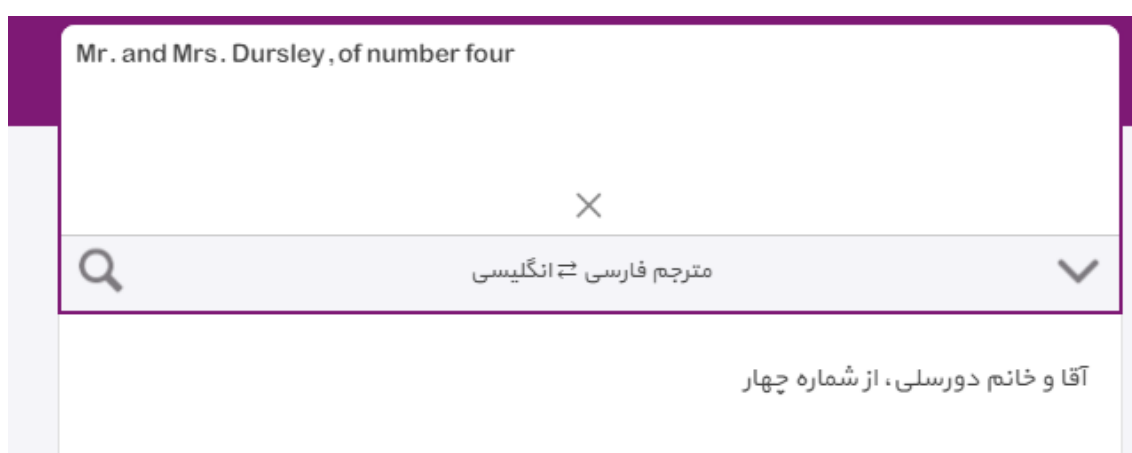 Mr. and Mrs. Dursley, of number four
مترجم فارسی ⇄ انگلیسی
آقا و خانم دورسلی، از شماره چهار